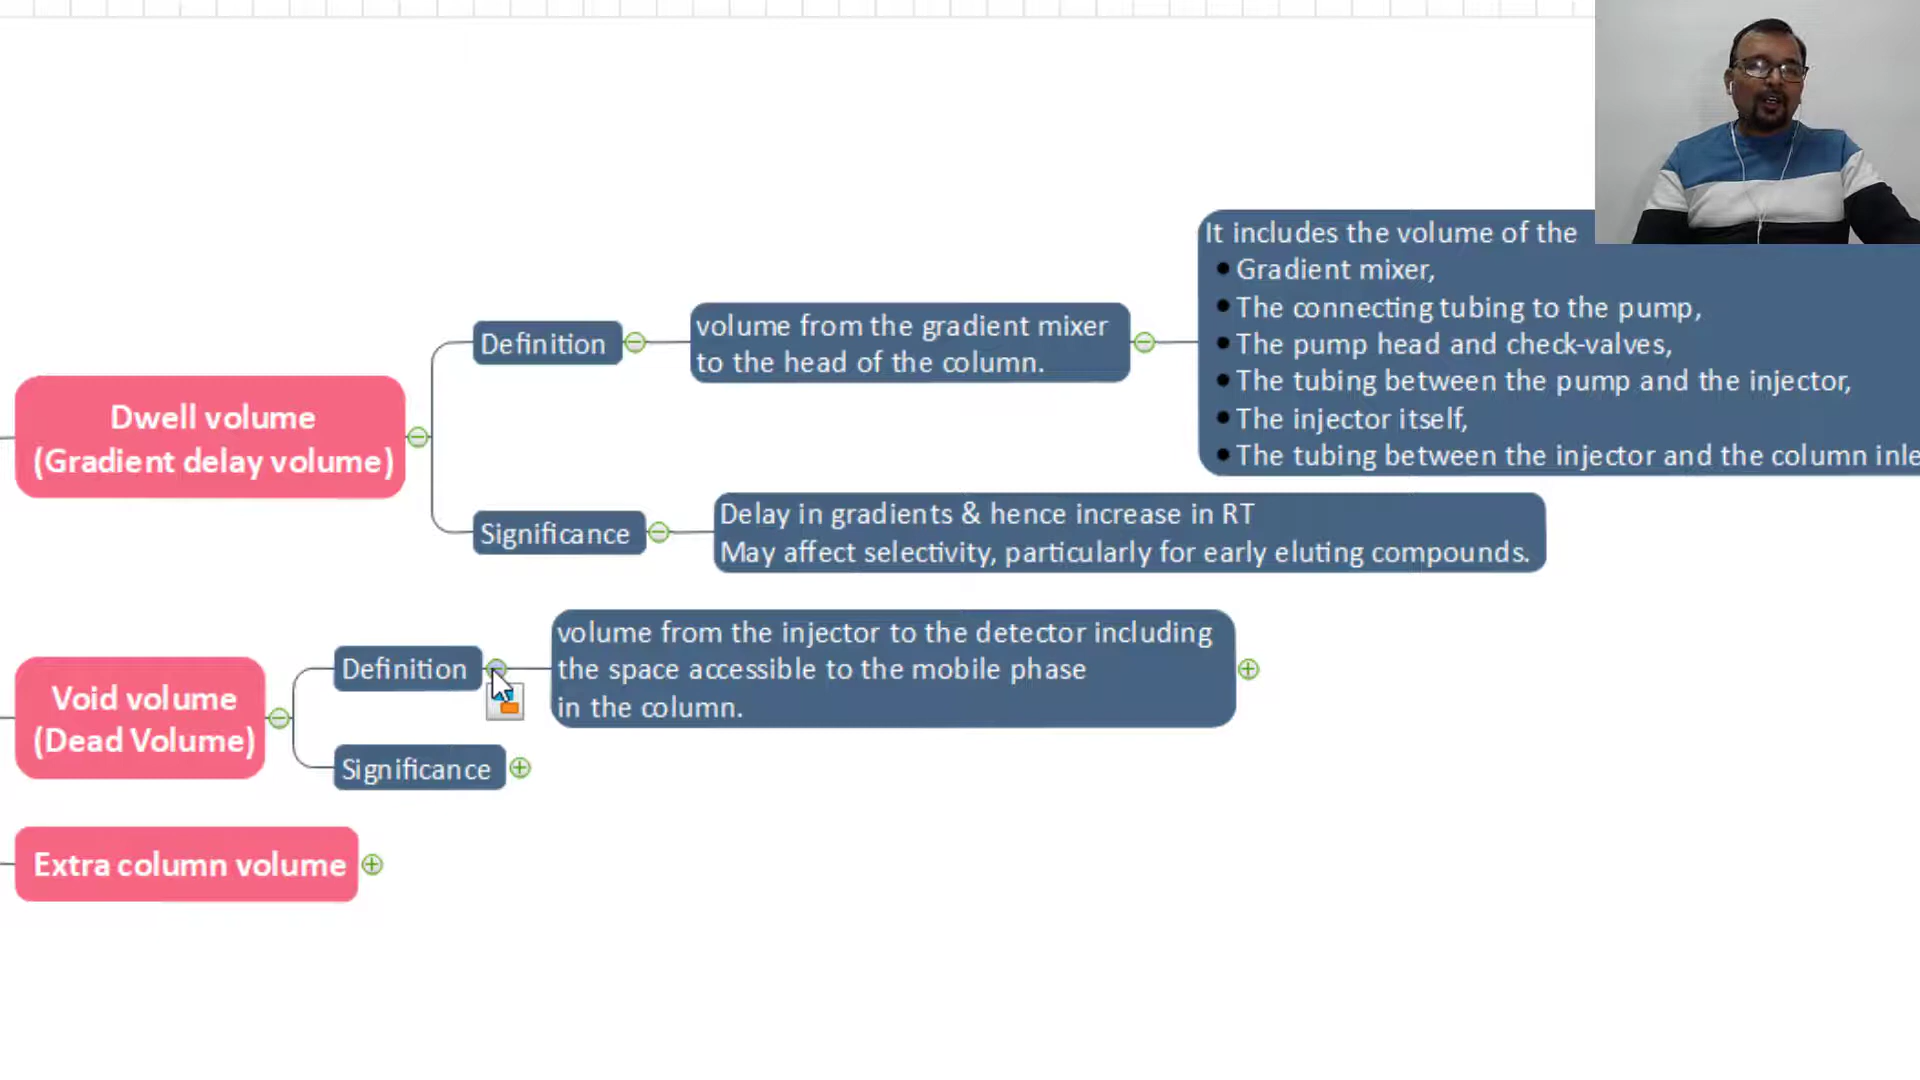 It includes the volume of the
• Gradient mixer,
• The connecting tubing to the pump,
• The pump head and check-valves,
• The tubing between the pump and the injector,
• The injector itself,
• The tubing between the injector and the column inle
Definition
volume from the gradient mixer
to the head of the column.
Dwell volume
(Gradient delay volume)
Significance
Delay in gradients & hence increase in RT
May affect selectivity, particularly for early eluting compounds.
Void volume
(Dead Volume)
Definition
volume from the injector to the detector including
the space accessible to the mobile phase
in the column.
Significance
Extra column volume